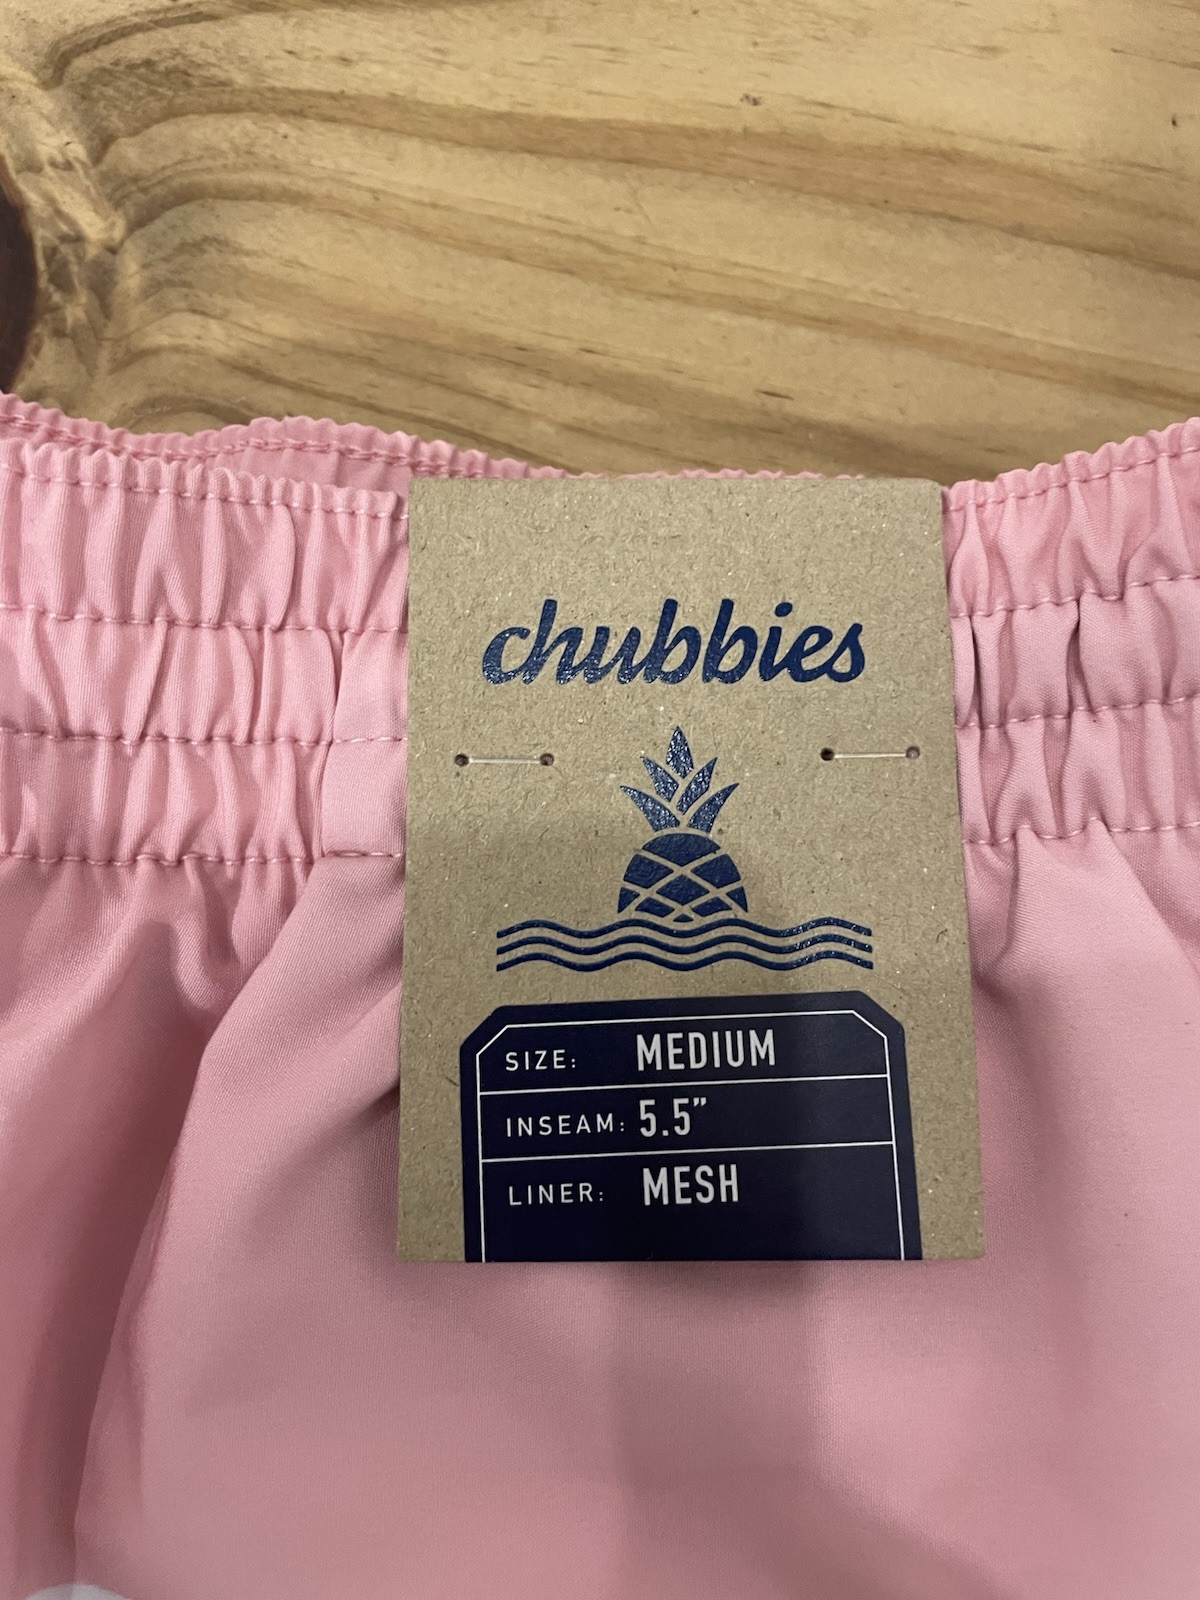 chubbies
SIZE: MEDIUM
INSEAM: 5.5"
LINER: MESH